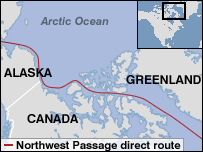 Arctic Ocean
ALASKA
GREENLAND
CANADA
Northwest Passage direct route